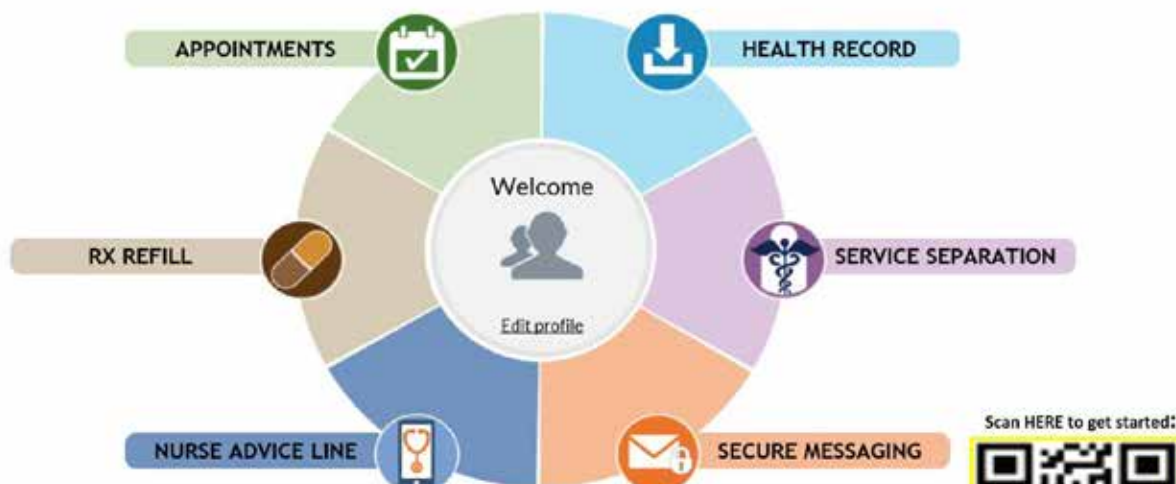 APPOINTMENTS
HEALTH RECORD
Welcome
RX REFILL
SERVICE SEPARATION
Edit profile
Scan HERE to get started:
NURSE ADVICE LINE
SECURE MESSAGING